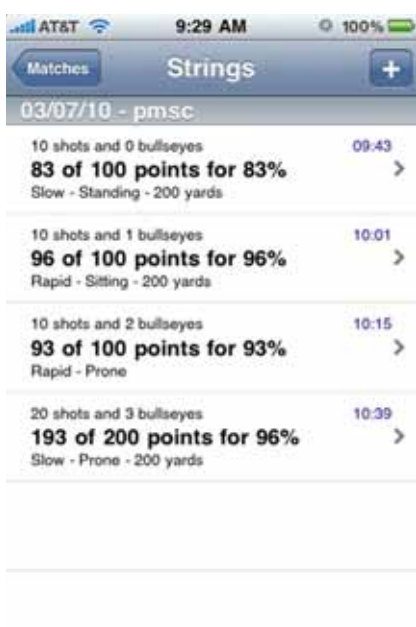 AT&T 9:29 AM 100%
Matches Strings +
03/07/10 - pmsc
10 shots and 0 bullseyes 09:43
83 of 100 points for 83%
Slow - Standing - 200 yards
10 shots and 1 bullseyes 10:01
96 of 100 points for 96%
Rapid - Sitting - 200 yards
10 shots and 2 bullseyes 10:15
93 of 100 points for 93%
Rapid - Prone
20 shots and 3 bullseyes 10:39
193 of 200 points for 96%
Slow - Prone - 200 yards